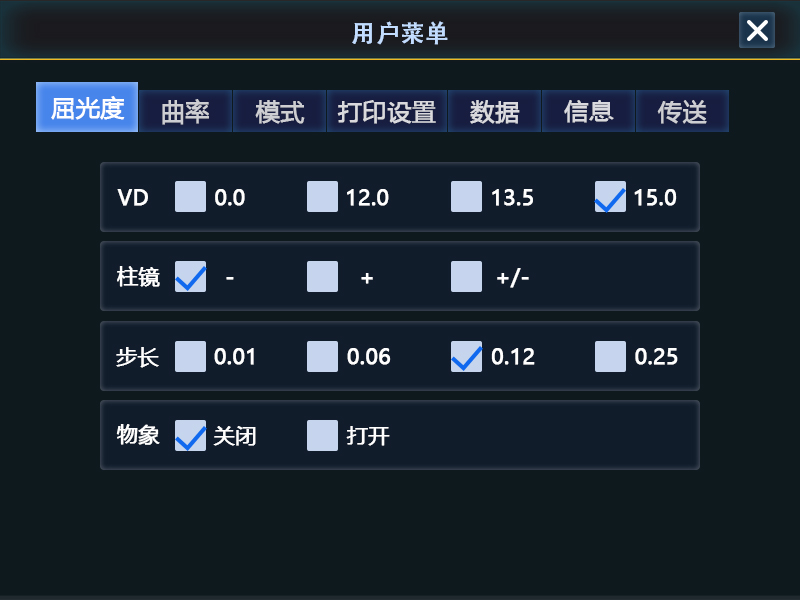 用户菜单
屈光度 曲率 模式 打印设置 数据 信息 传送
VD 0.0 12.0 13.5 15.0
柱镜 - + +/-
步长 0.01 0.06 0.12 0.25
物象 关闭 打开